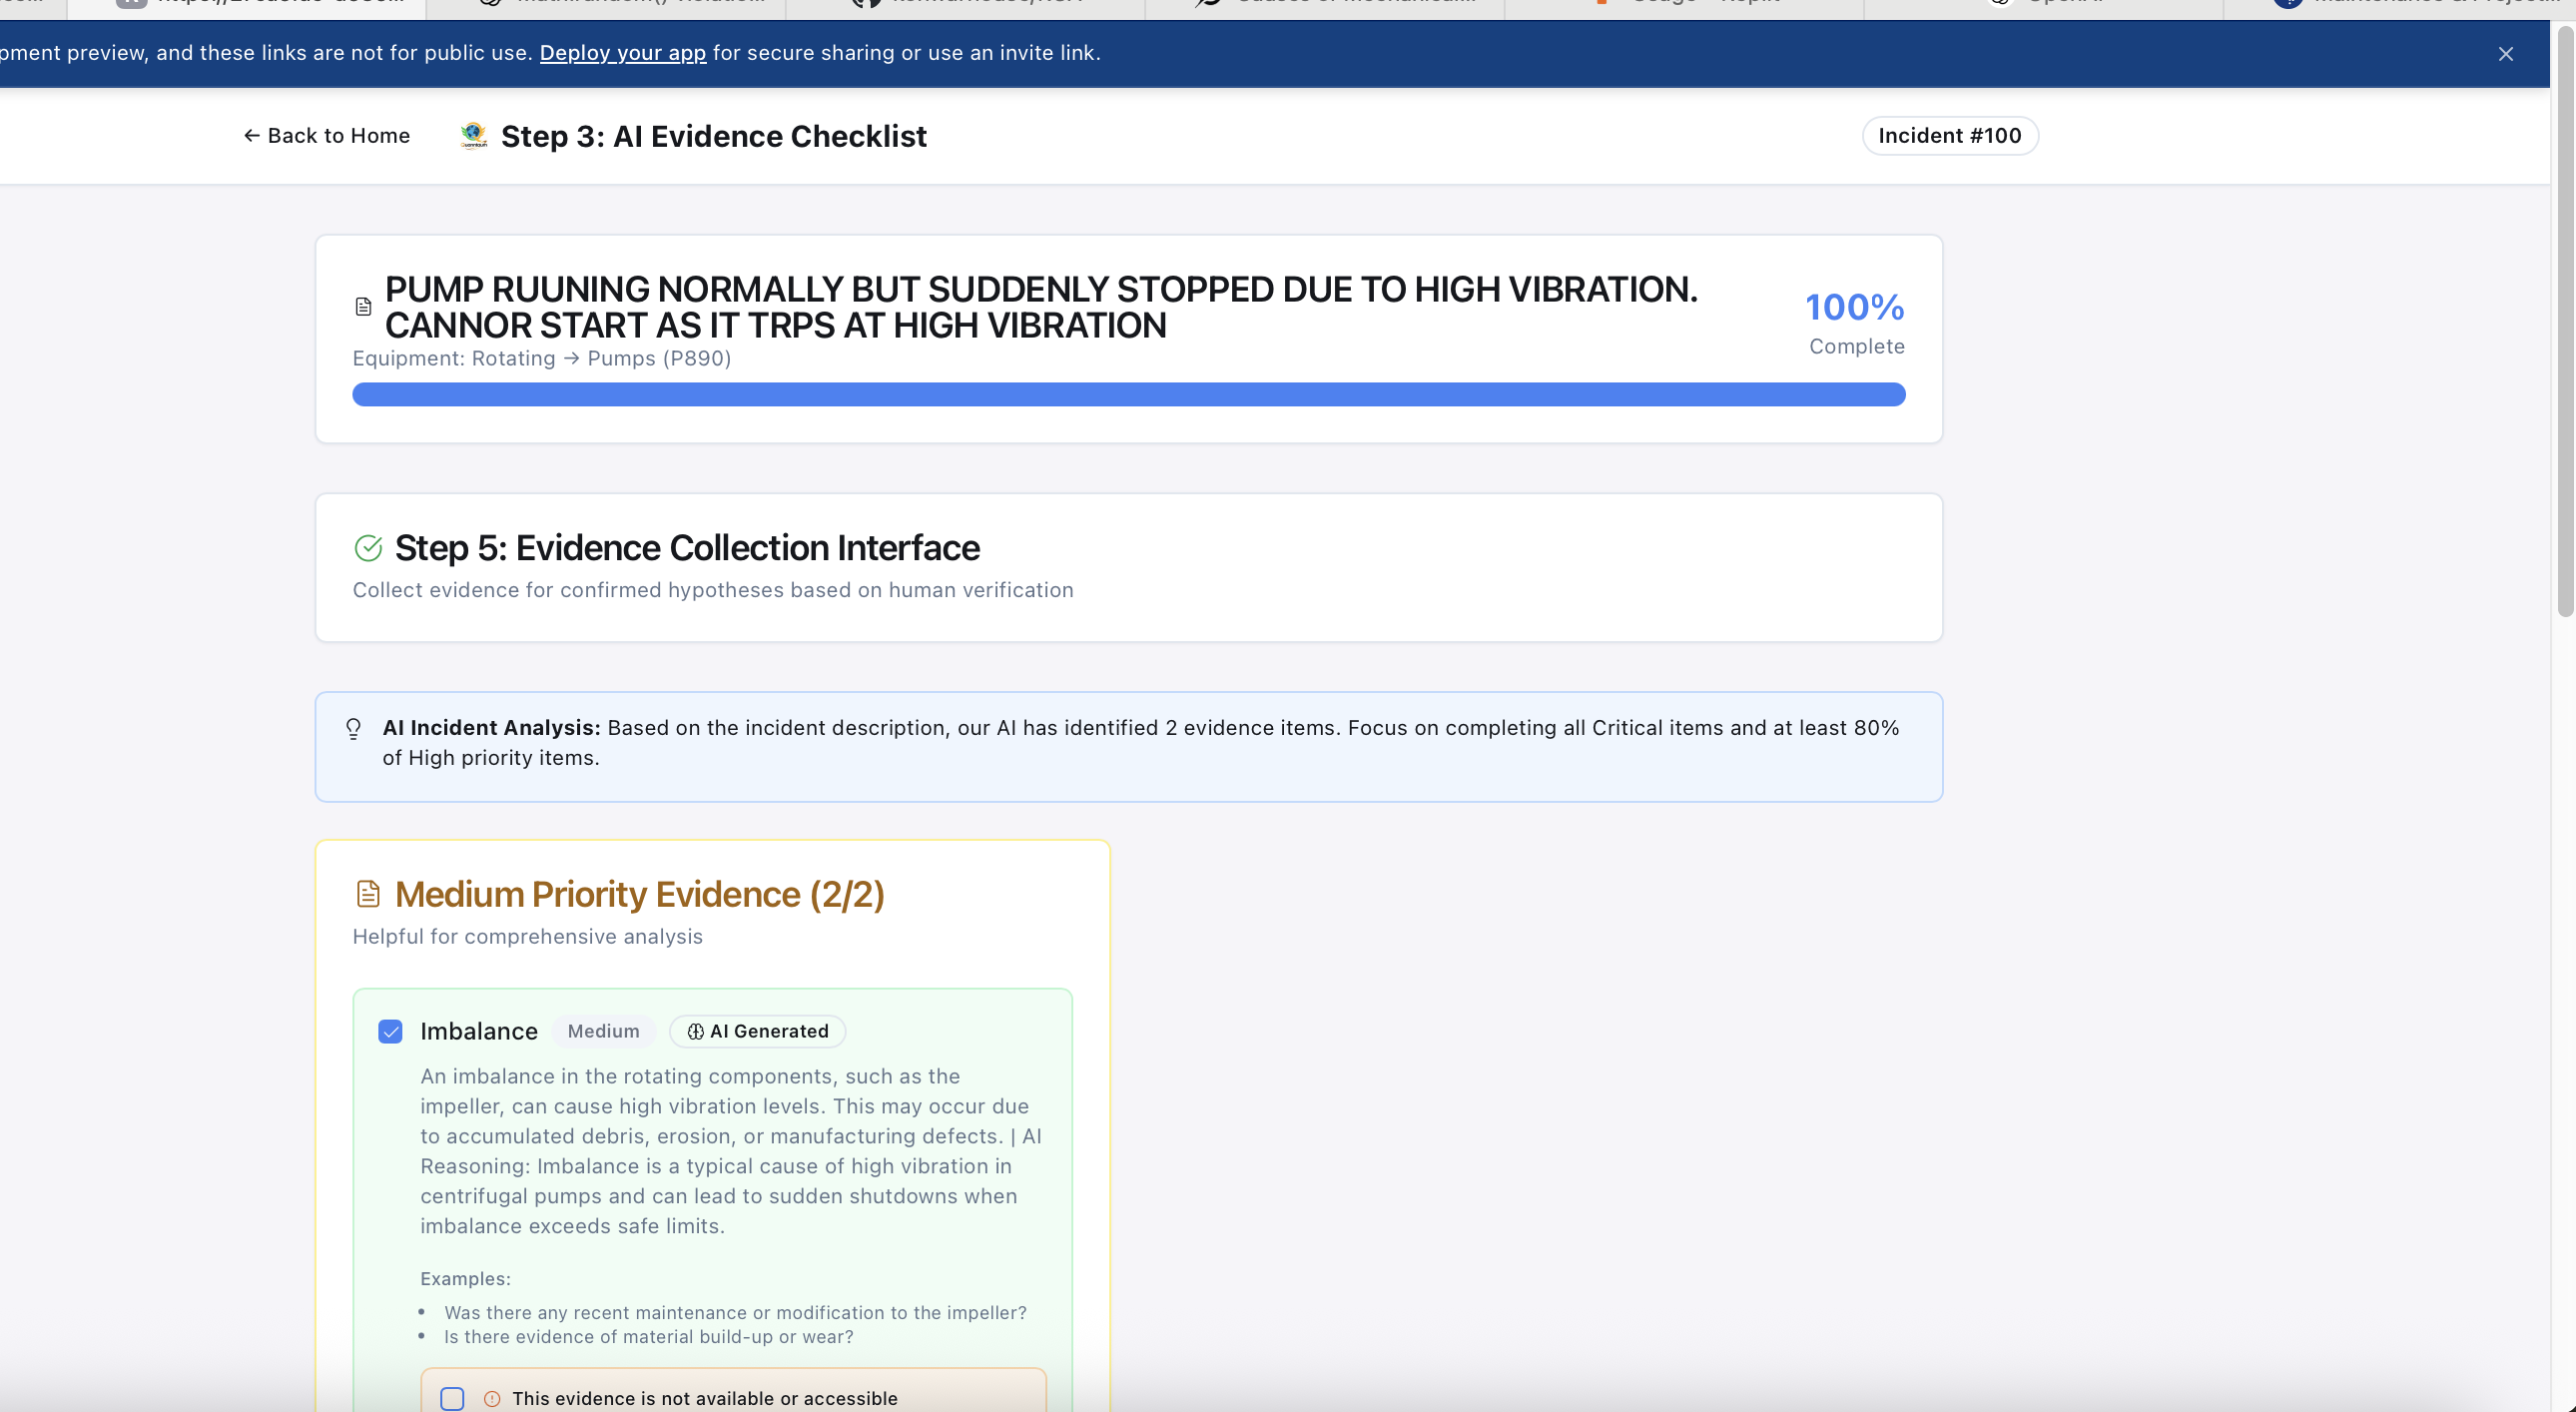 pment preview, and these links are not for public use. Deploy your app for secure sharing or use an invite link.
← Back to Home
Step 3: AI Evidence Checklist
Incident #100
PUMP RUUNING NORMALLY BUT SUDDENLY STOPPED DUE TO HIGH VIBRATION.
CANNOR START AS IT TRPS AT HIGH VIBRATION
100%
Complete
Equipment: Rotating → Pumps (P890)
Step 5: Evidence Collection Interface
Collect evidence for confirmed hypotheses based on human verification
AI Incident Analysis: Based on the incident description, our AI has identified 2 evidence items. Focus on completing all Critical items and at least 80%
of High priority items.
Medium Priority Evidence (2/2)
Helpful for comprehensive analysis
Imbalance Medium AI Generated
An imbalance in the rotating components, such as the
impeller, can cause high vibration levels. This may occur due
to accumulated debris, erosion, or manufacturing defects. | AI
Reasoning: Imbalance is a typical cause of high vibration in
centrifugal pumps and can lead to sudden shutdowns when
imbalance exceeds safe limits.
Examples:
• Was there any recent maintenance or modification to the impeller?
• Is there evidence of material build-up or wear?
This evidence is not available or accessible